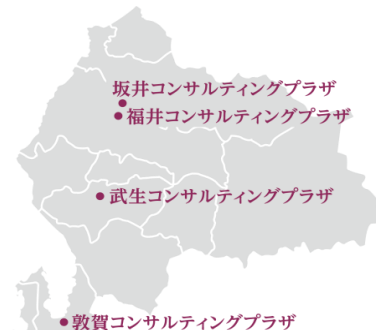 坂井コンサルティングプラザ
福井コンサルティングプラザ
武生コンサルティングプラザ
敦賀コンサルティングプラザ